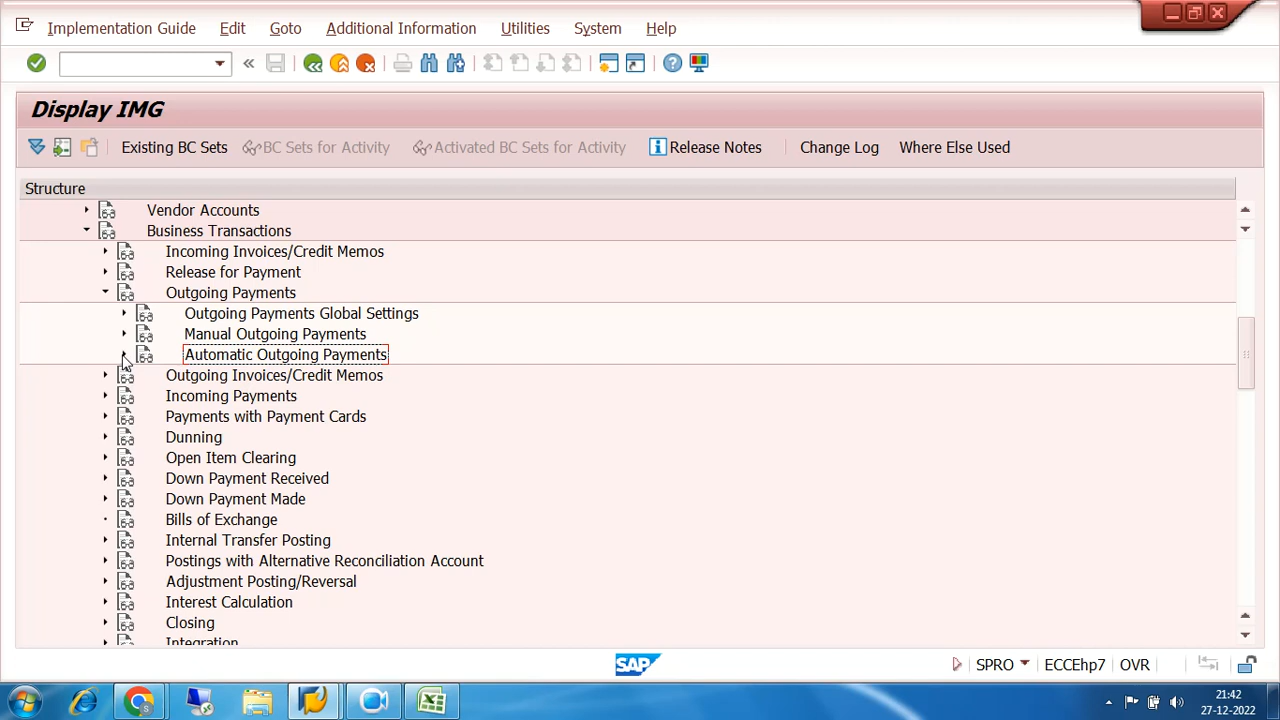 Implementation Guide Edit Goto Additional Information Utilities System Help
Display IMG
Existing BC Sets BC Sets for Activity Activated BC Sets for Activity Release Notes Change Log Where Else Used
Structure
Vendor Accounts
Business Transactions
Incoming Invoices/Credit Memos
Release for Payment
Outgoing Payments
Outgoing Payments Global Settings
Manual Outgoing Payments
Automatic Outgoing Payments
Outgoing Invoices/Credit Memos
Incoming Payments
Payments with Payment Cards
Dunning
Open Item Clearing
Down Payment Received
Down Payment Made
Bills of Exchange
Internal Transfer Posting
Postings with Alternative Reconciliation Account
Adjustment Posting/Reversal
Interest Calculation
Closing
Integration
SAP SPRO ECCEhp7 OVR
21:42
27-12-2022